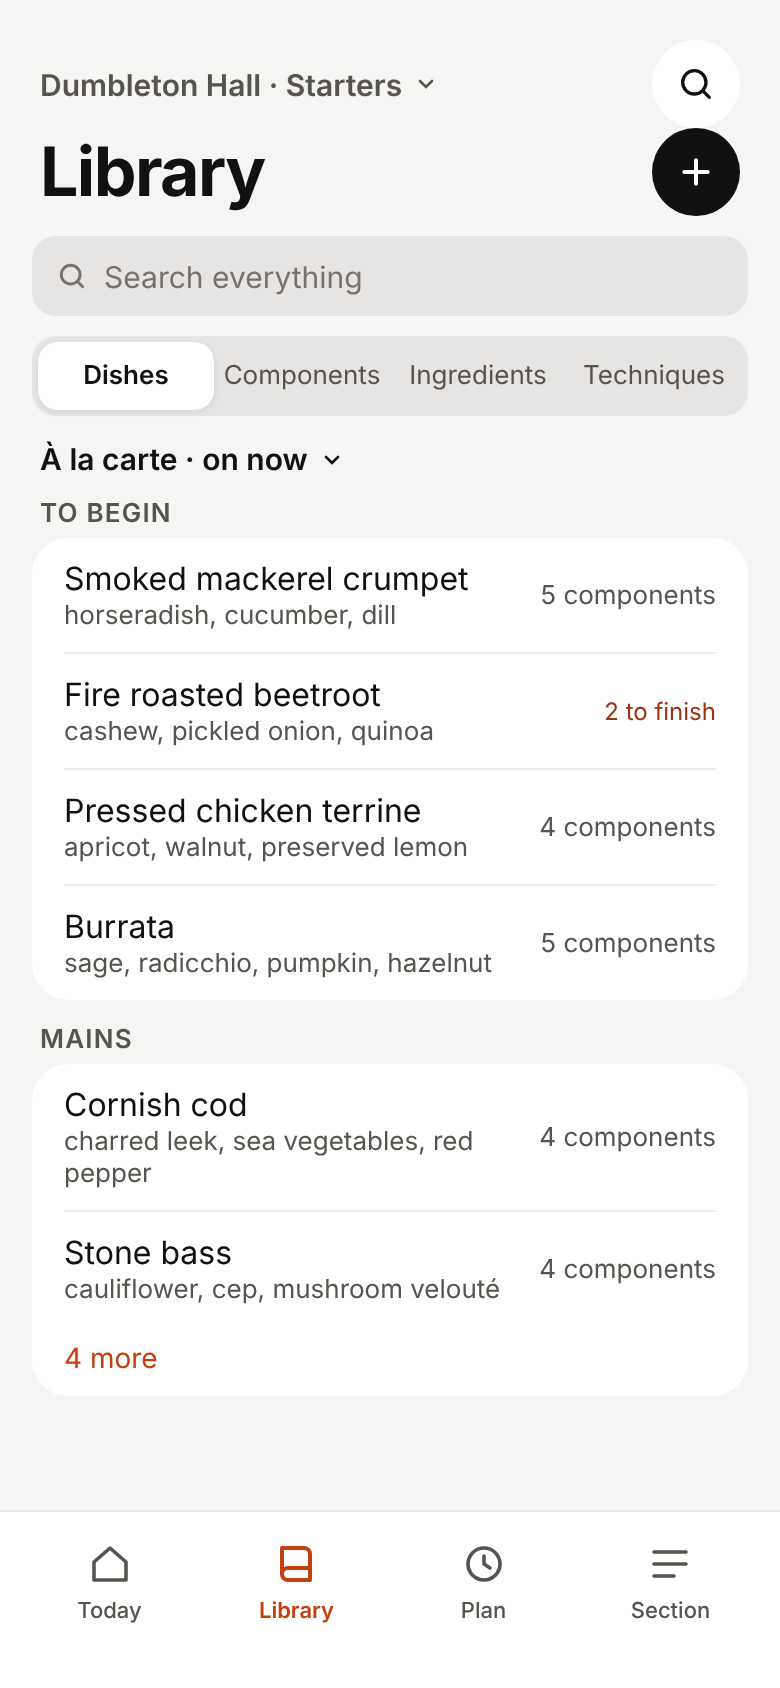 Dumbleton Hall · Starters
Library
Search everything
Dishes Components Ingredients Techniques
À la carte · on now
TO BEGIN
Smoked mackerel crumpet
horseradish, cucumber, dill
5 components
Fire roasted beetroot
cashew, pickled onion, quinoa
2 to finish
Pressed chicken terrine
apricot, walnut, preserved lemon
4 components
Burrata
sage, radicchio, pumpkin, hazelnut
5 components
MAINS
Cornish cod
charred leek, sea vegetables, red
pepper
4 components
Stone bass
cauliflower, cep, mushroom velouté
4 components
4 more
Today Library Plan Section